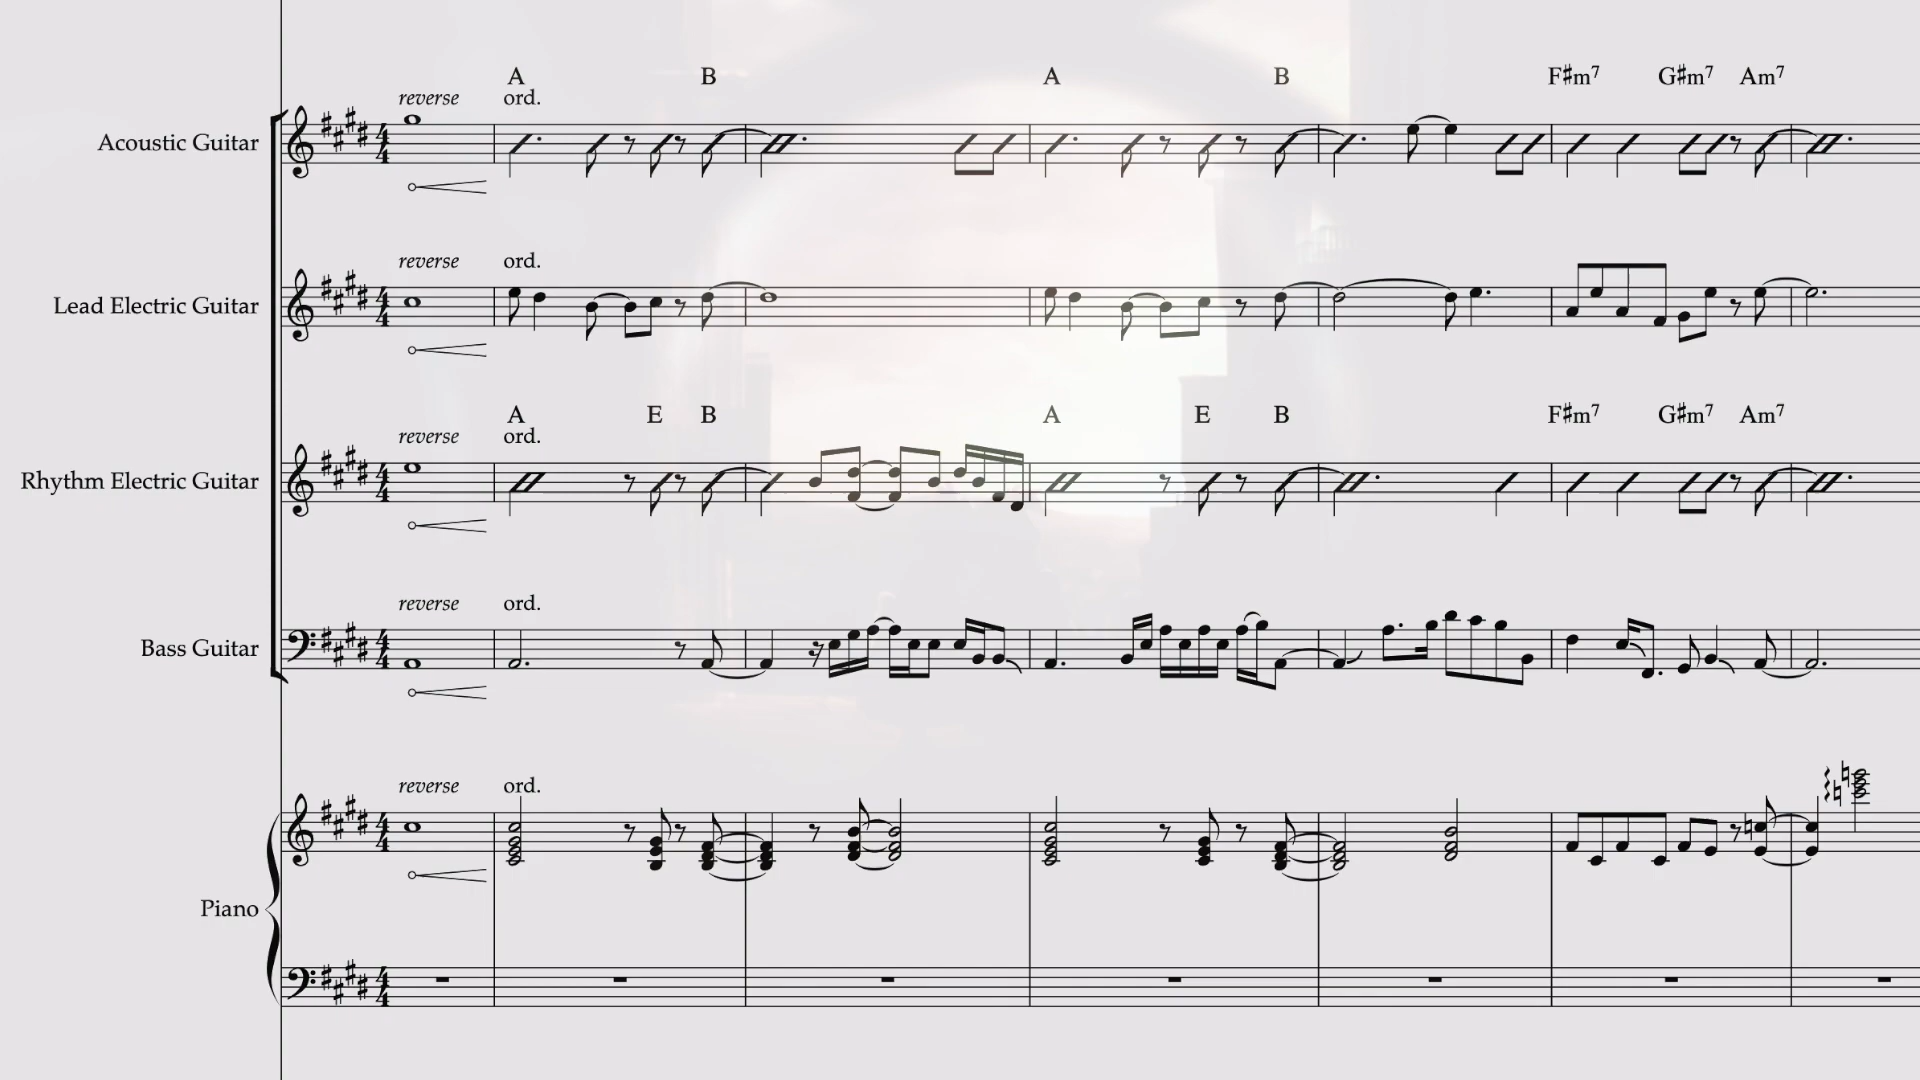 A B A B F#m7 G#m7 Am7
reverse ord.
Acoustic Guitar
reverse ord.
Lead Electric Guitar
A E B A E B F#m7 G#m7 Am7
reverse ord.
Rhythm Electric Guitar
reverse ord.
Bass Guitar
reverse ord.
Piano